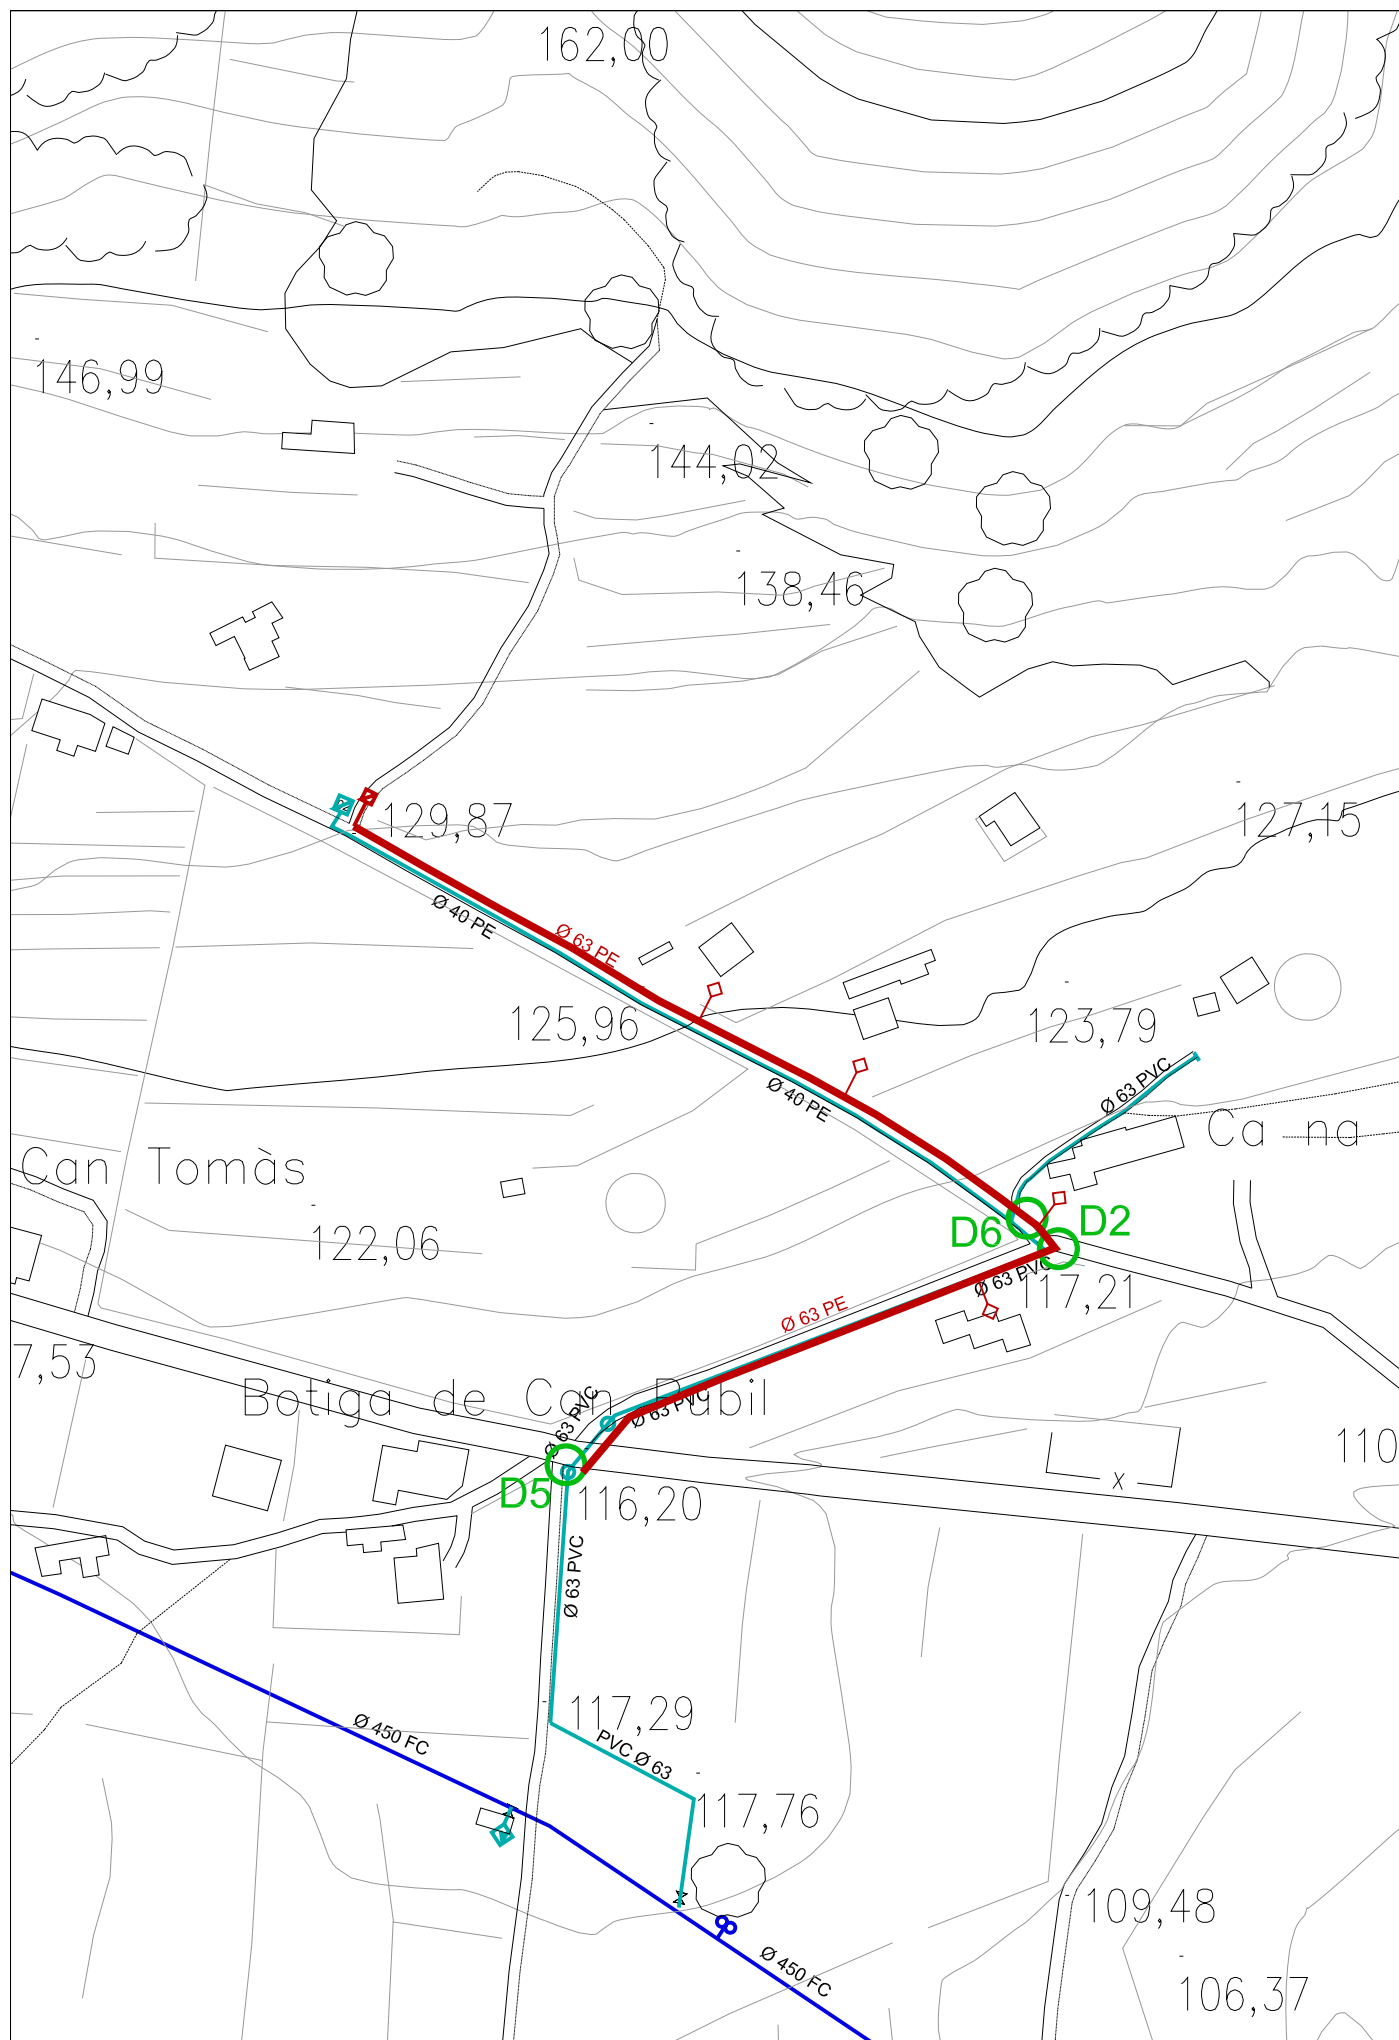 162,00
146,99
144,02
138,46
129,87
127,15
Ø 40 PE
Ø 63 PE
125,96
123,79
Ø 63 PVC
Ø 40 PE
Ca na
Can Tomàs
122,06
D6
D2
Ø 63 PVC
117,21
Ø 63 PE
7,53
Botiga de Can Rubil
Ø 63 PVC
Ø 63 PVC
110
X
D5
116,20
Ø 63 PVC
117,29
Ø 450 FC
PVC Ø 63
117,76
109,48
Ø 450 FC
106,37